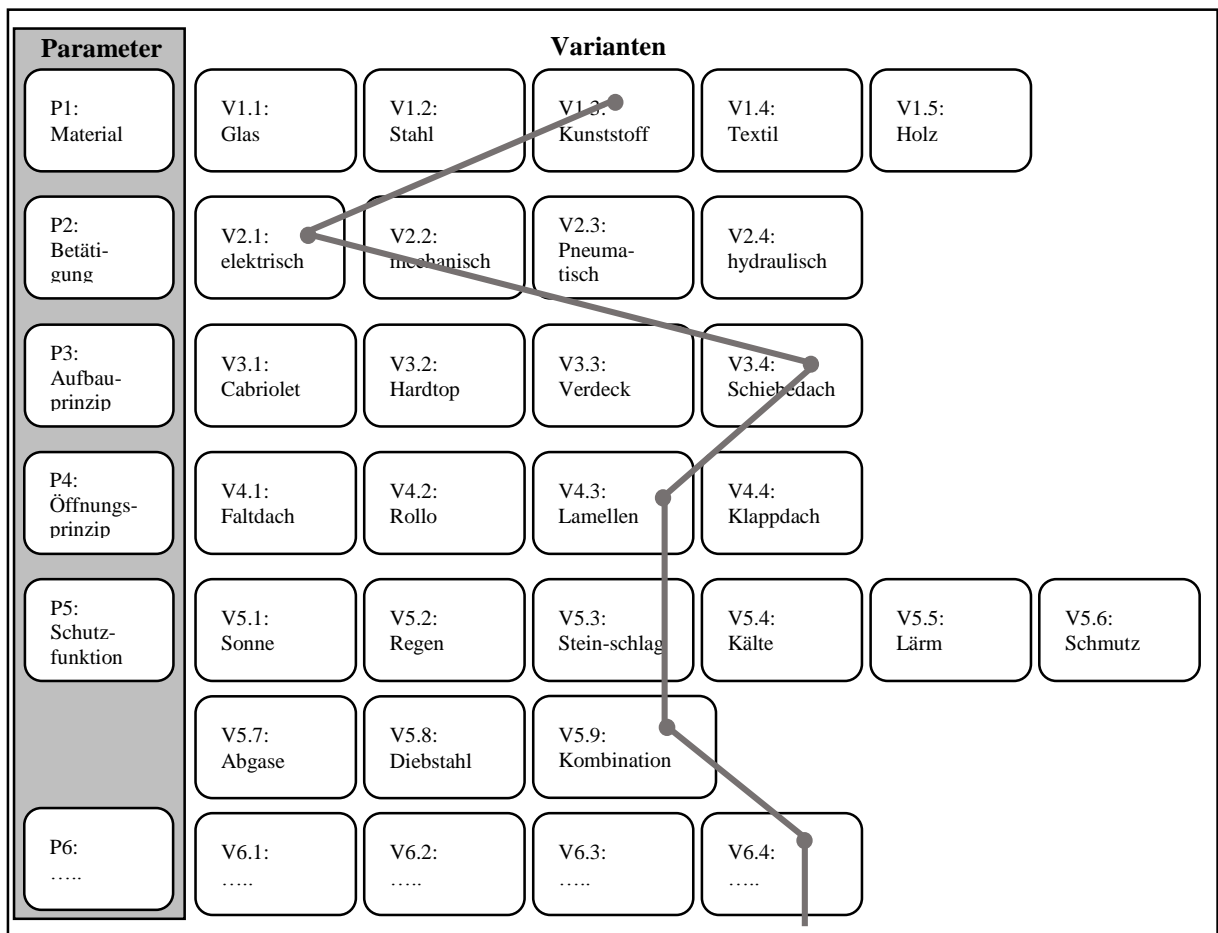 Parameter
Varianten
P1:
Material
V1.1:
Glas
V1.2:
Stahl
V1.3:
Kunststoff
V1.4:
Textil
V1.5:
Holz
P2:
Betäti-
gung
V2.1:
elektrisch
V2.2:
mechanisch
V2.3:
Pneuma-
tisch
V2.4:
hydraulisch
P3:
Aufbau-
prinzip
V3.1:
Cabriolet
V3.2:
Hardtop
V3.3:
Verdeck
V3.4:
Schiebedach
P4:
Öffnungs-
prinzip
V4.1:
Faltdach
V4.2:
Rollo
V4.3:
Lamellen
V4.4:
Klappdach
P5:
Schutz-
funktion
V5.1:
Sonne
V5.2:
Regen
V5.3:
Stein-schlag
V5.4:
Kälte
V5.5:
Lärm
V5.6:
Schmutz
V5.7:
Abgase
V5.8:
Diebstahl
V5.9:
Kombination
P6:
…..
V6.1:
…..
V6.2:
…..
V6.3:
…..
V6.4:
…..